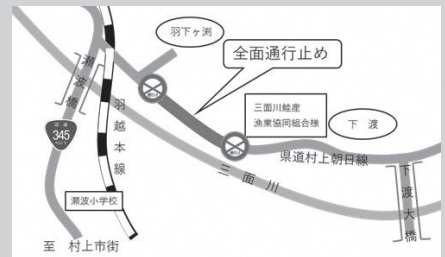 羽下ヶ渕
全面通行止め
瀬波橋
羽越本線
国道
345
三面川鮭産
漁業協同組合様
下 渡
県道村上朝日線
三 面 川
下渡大橋
瀬波小学校
至 村上市街